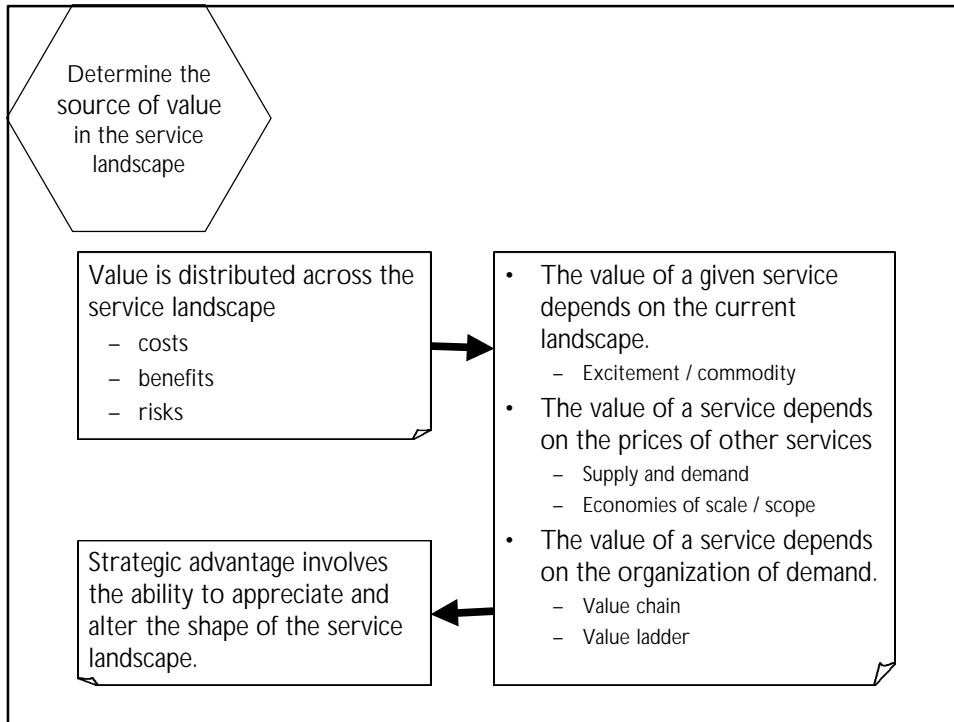 Determine the
source of value
in the service
landscape
Value is distributed across the
service landscape
– costs
– benefits
– risks
• The value of a given service
depends on the current
landscape.
– Excitement / commodity
• The value of a service depends
on the prices of other services
– Supply and demand
– Economies of scale / scope
• The value of a service depends
on the organization of demand.
– Value chain
– Value ladder
Strategic advantage involves
the ability to appreciate and
alter the shape of the service
landscape.